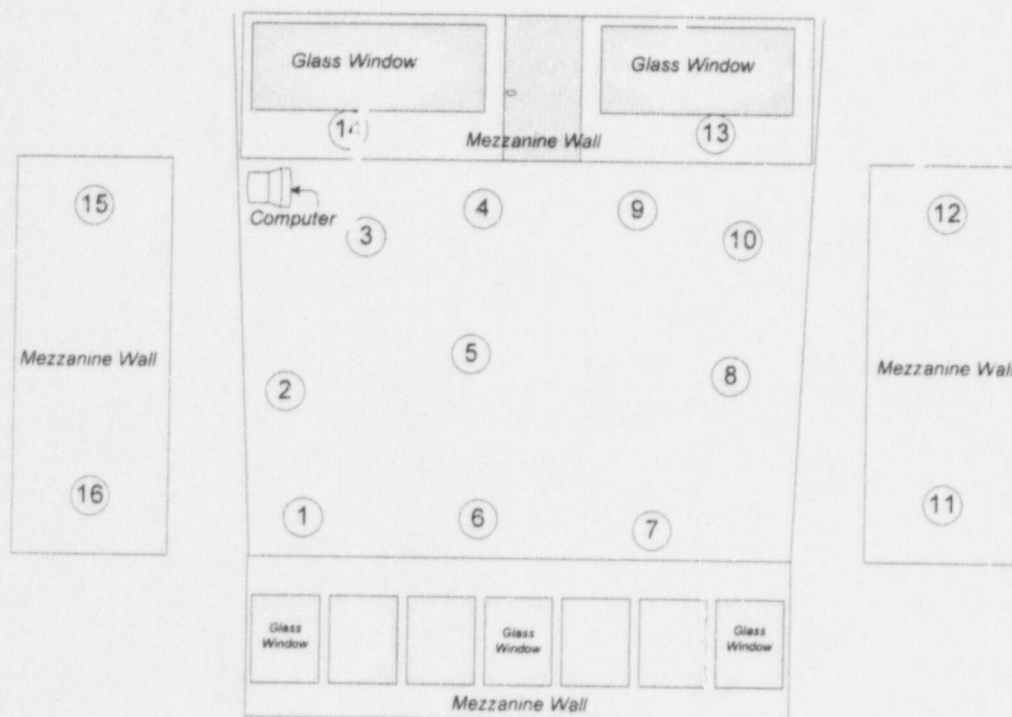 Glass Window
Glass Window
14
Mezzanine Wall
13
15
Computer
3
4
9
10
12
Mezzanine Wall
5
2
8
Mezzanine Wall
16
1
6
7
11
Glass
Window
Glass
Window
Glass
Window
Mezzanine Wall